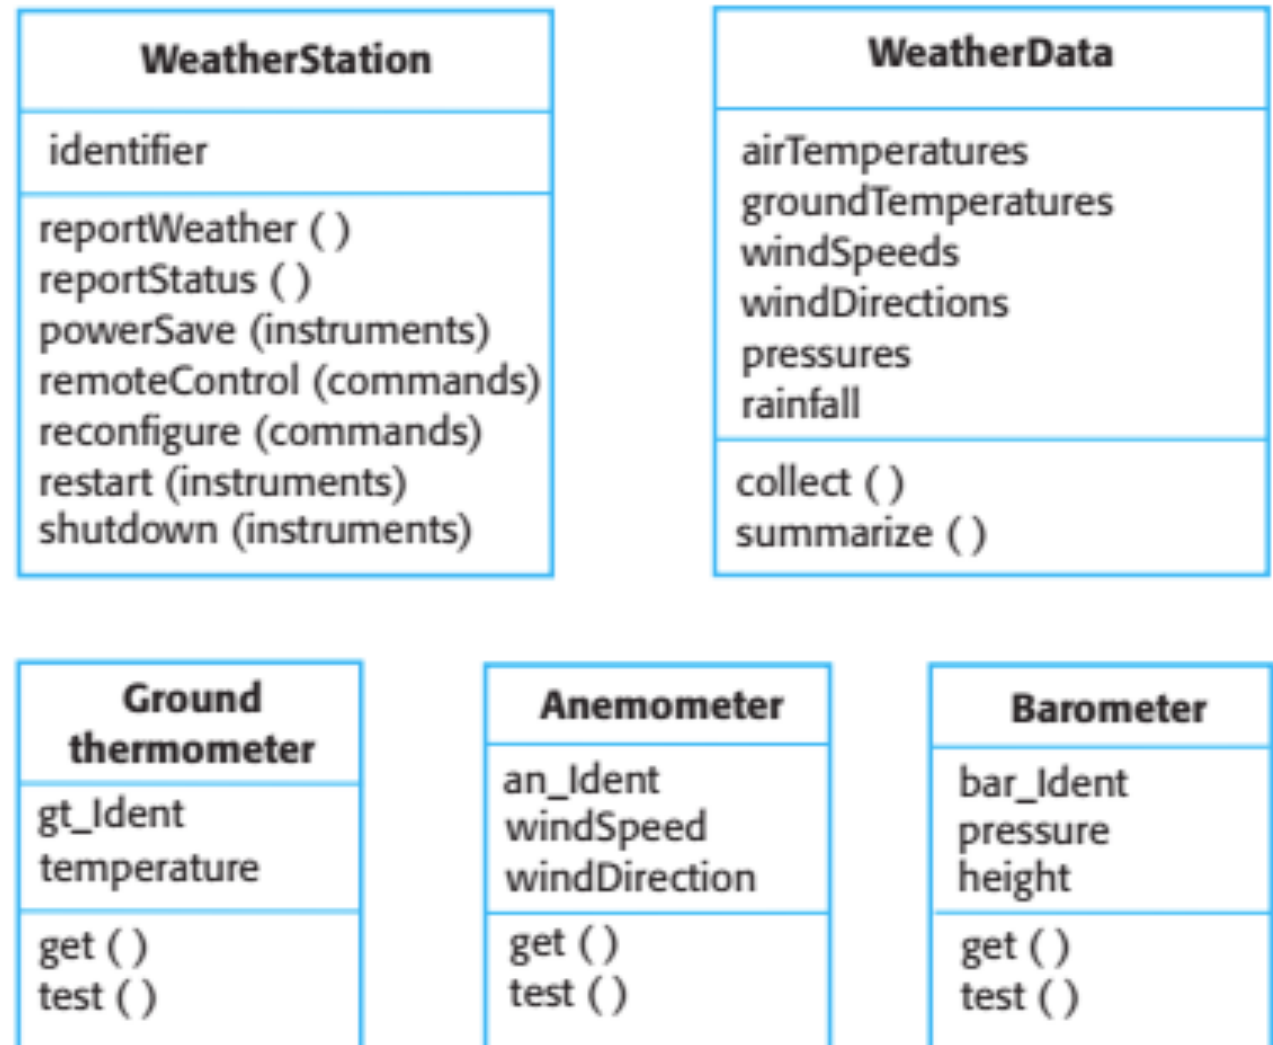 WeatherStation
identifier
reportWeather ( )
reportStatus ( )
powerSave (instruments)
remoteControl (commands)
reconfigure (commands)
restart (instruments)
shutdown (instruments)
WeatherData
airTemperatures
groundTemperatures
windSpeeds
windDirections
pressures
rainfall
collect ( )
summarize ( )
Ground
thermometer
gt_Ident
temperature
get ( )
test ( )
Anemometer
an_Ident
windSpeed
windDirection
get ( )
test ( )
Barometer
bar_Ident
pressure
height
get ( )
test ( )